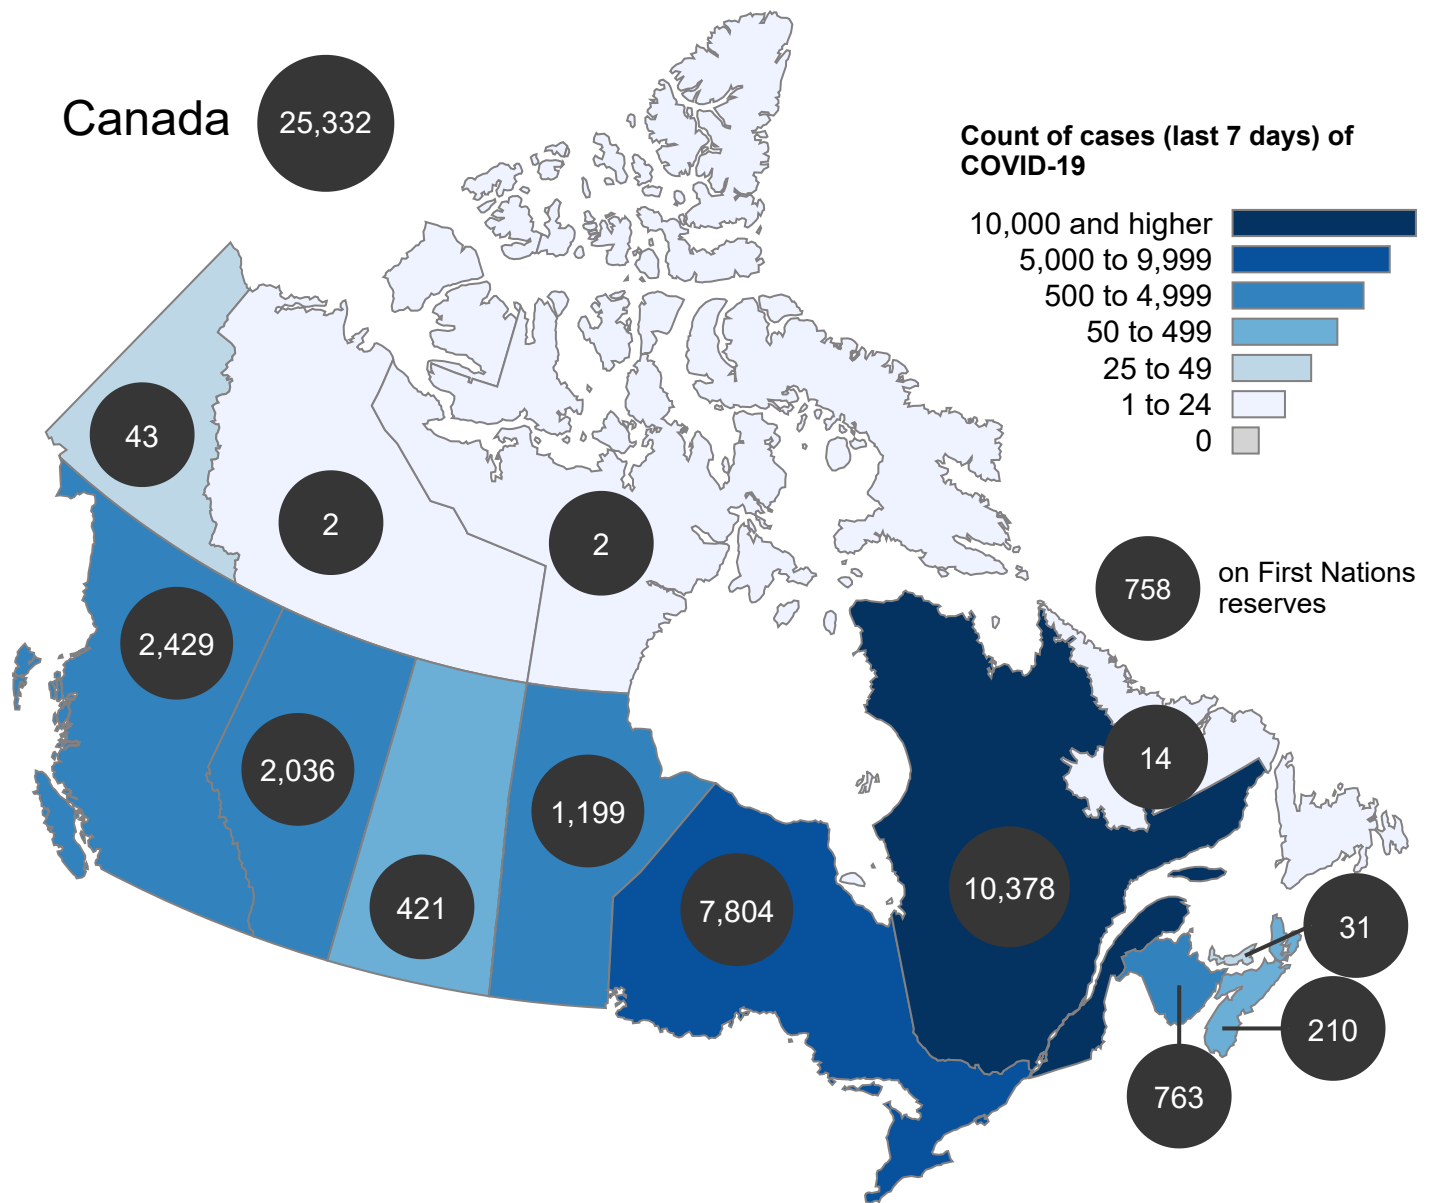 Canada
25,332
Count of cases (last 7 days) of
COVID-19
10,000 and higher
5,000 to 9,999
500 to 4,999
50 to 499
25 to 49
1 to 24
0
43
2
2
758
on First Nations
reserves
2,429
14
2,036
1,199
421
7,804
10,378
31
210
763